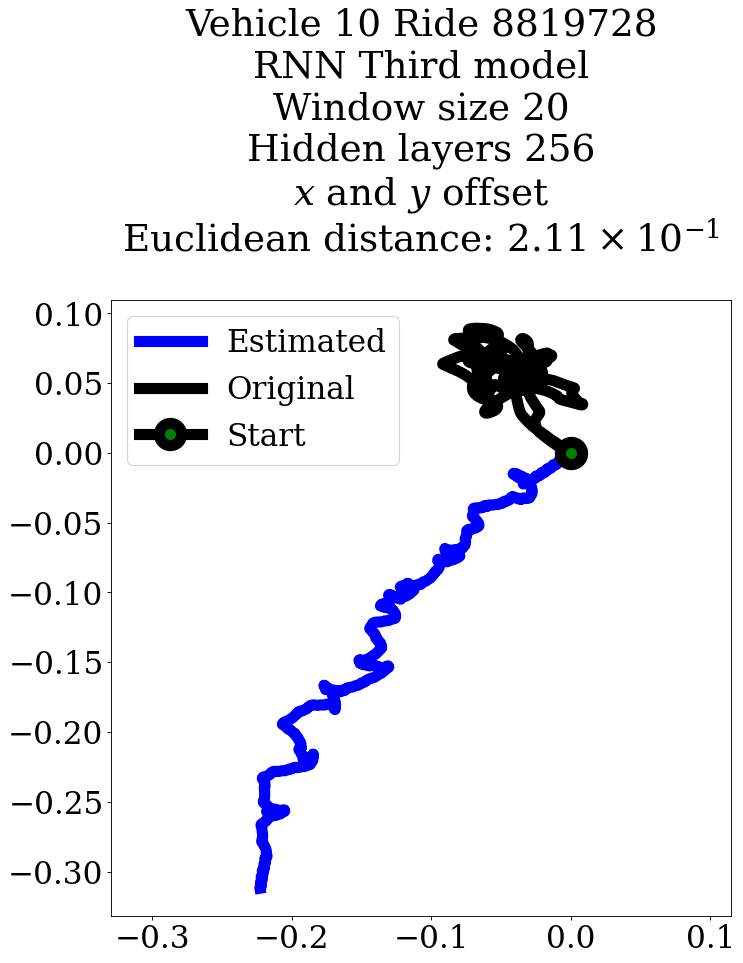 Vehicle 10 Ride 8819728
RNN Third model
Window size 20
Hidden layers 256
x and y offset
Euclidean distance: 2.11 × 10⁻¹
Estimated
Original
Start
0.10
0.05
0.00
−0.05
−0.10
−0.15
−0.20
−0.25
−0.30
−0.3 −0.2 −0.1 0.0 0.1